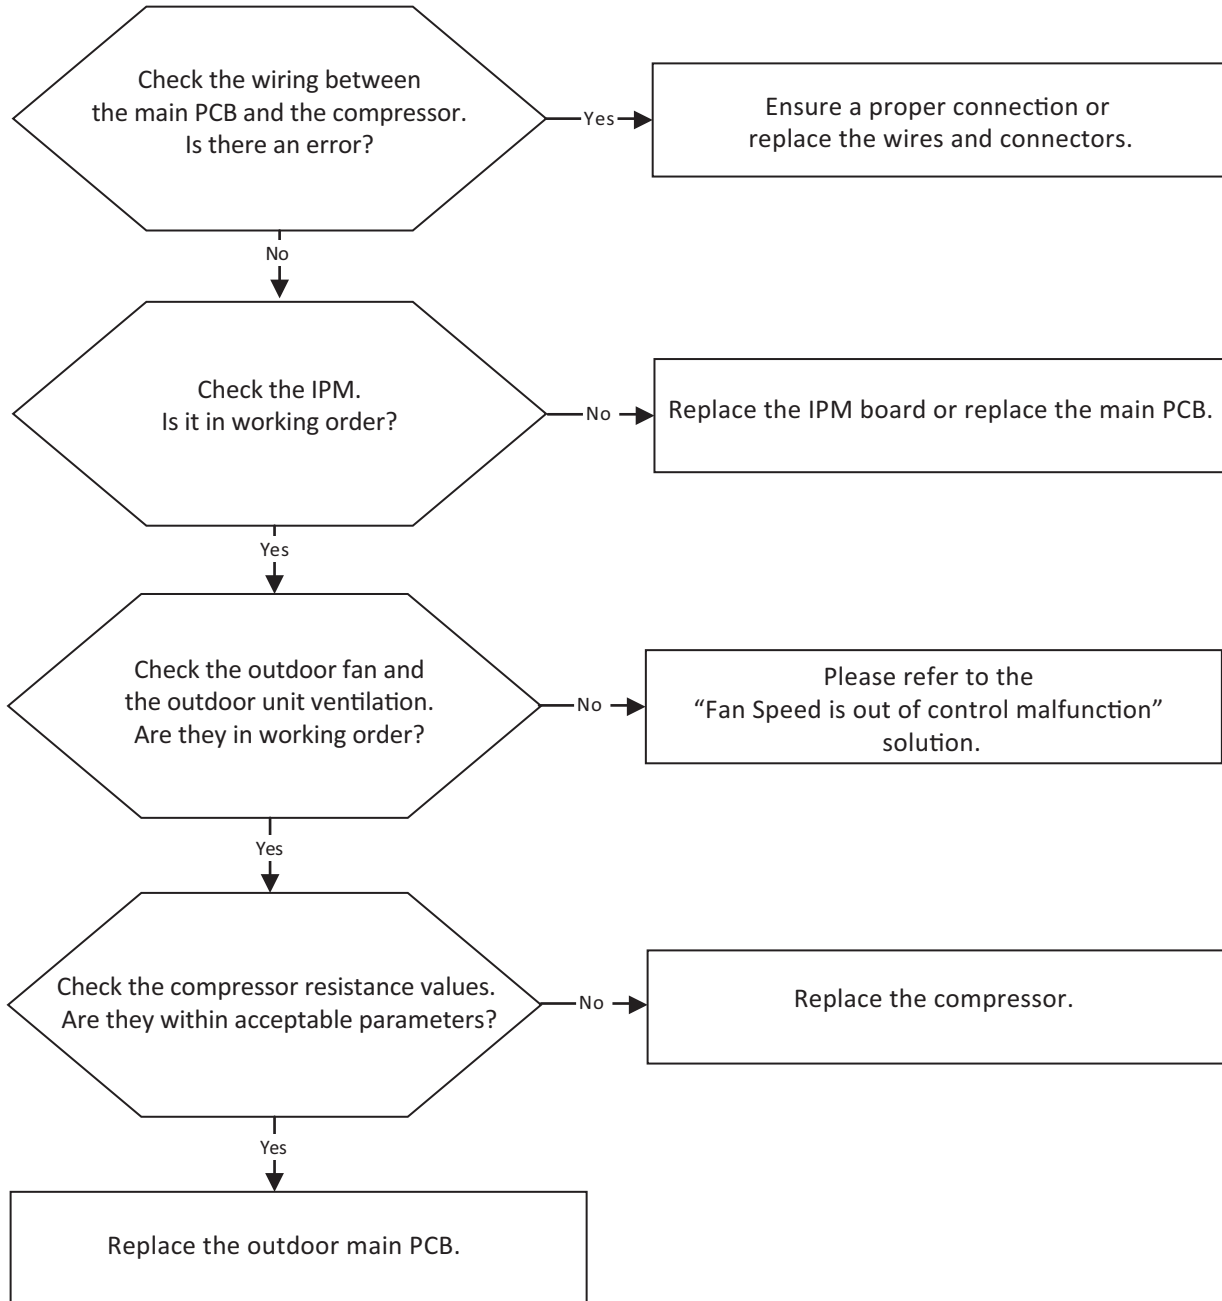 Check the wiring between
the main PCB and the compressor.
Is there an error?
Yes
Ensure a proper connection or
replace the wires and connectors.
No
Check the IPM.
Is it in working order?
No
Replace the IPM board or replace the main PCB.
Yes
Check the outdoor fan and
the outdoor unit ventilation.
Are they in working order?
No
Please refer to the
“Fan Speed is out of control malfunction”
solution.
Yes
Check the compressor resistance values.
Are they within acceptable parameters?
No
Replace the compressor.
Yes
Replace the outdoor main PCB.